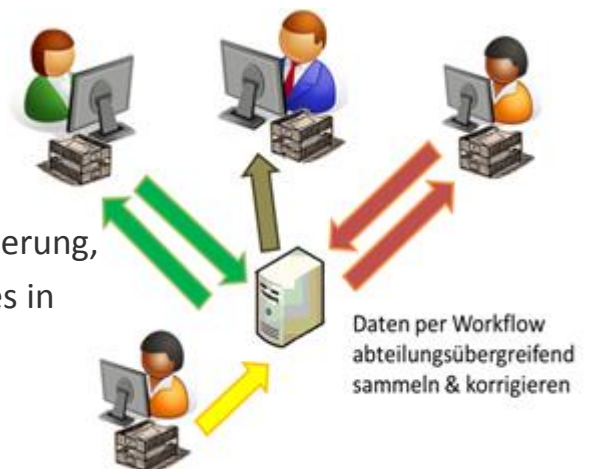 erung,
es in
Daten per Workflow
abteilungsübergreifend
sammeln & korrigieren